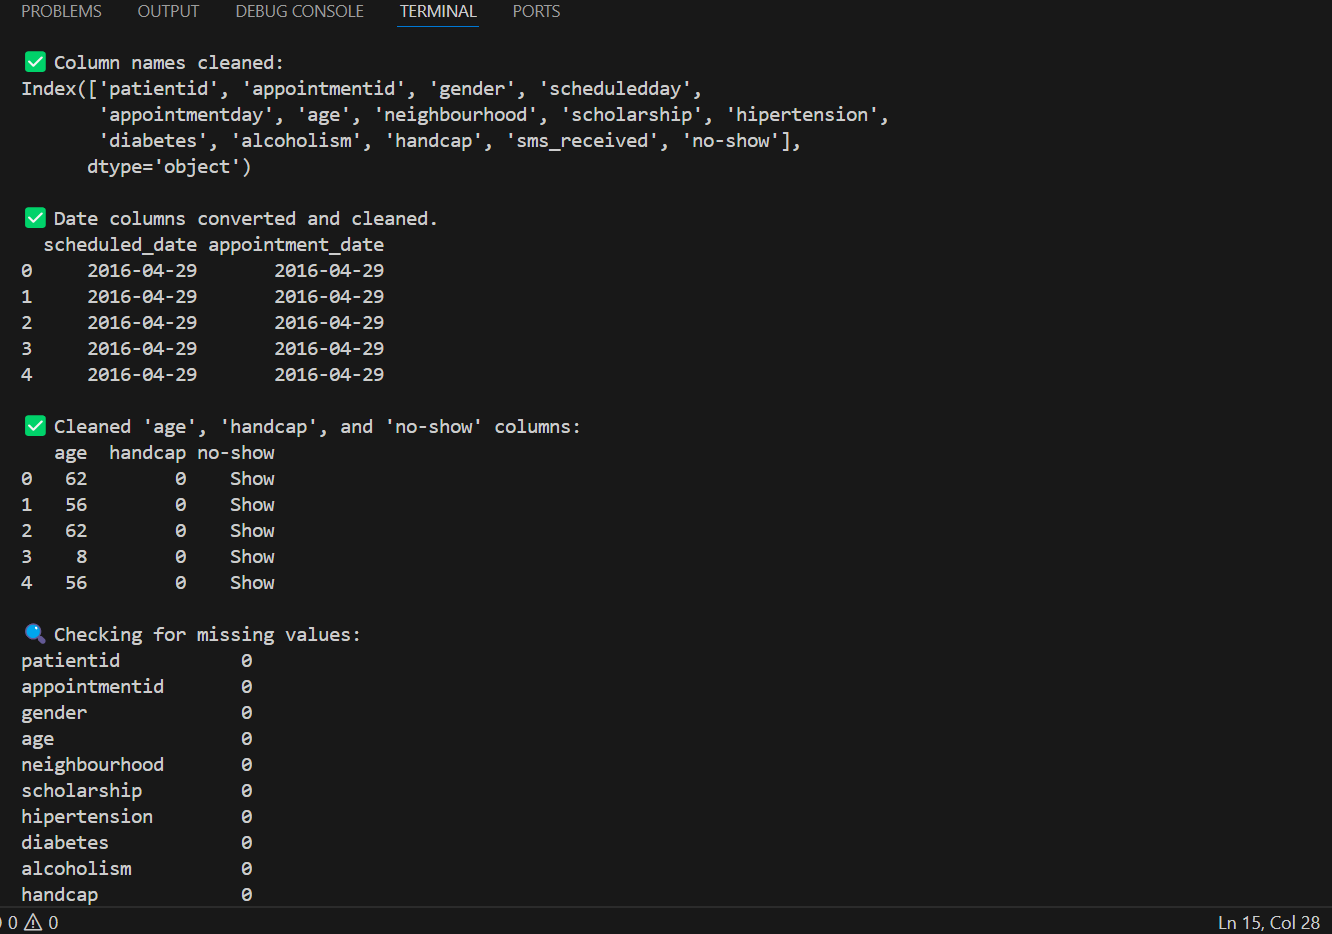 PROBLEMS OUTPUT DEBUG CONSOLE TERMINAL PORTS
✅ Column names cleaned:
Index(['patientid', 'appointmentid', 'gender', 'scheduledday',
       'appointmentday', 'age', 'neighbourhood', 'scholarship', 'hipertension',
       'diabetes', 'alcoholism', 'handcap', 'sms_received', 'no-show'],
      dtype='object')
✅ Date columns converted and cleaned.
  scheduled_date appointment_date
0     2016-04-29       2016-04-29
1     2016-04-29       2016-04-29
2     2016-04-29       2016-04-29
3     2016-04-29       2016-04-29
4     2016-04-29       2016-04-29
✅ Cleaned 'age', 'handcap', and 'no-show' columns:
   age  handcap no-show
0   62        0    Show
1   56        0    Show
2   62        0    Show
3    8        0    Show
4   56        0    Show
🔍 Checking for missing values:
patientid           0
appointmentid       0
gender              0
age                 0
neighbourhood       0
scholarship         0
hipertension        0
diabetes            0
alcoholism          0
handcap             0
0 ⚠ 0 Ln 15, Col 28